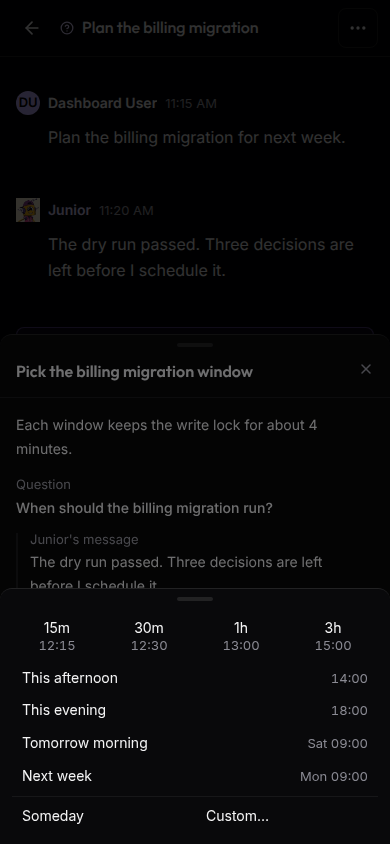 Plan the billing migration
DU Dashboard User 11:15 AM
Plan the billing migration for next week.
Junior 11:20 AM
The dry run passed. Three decisions are
left before I schedule it.
Pick the billing migration window
Each window keeps the write lock for about 4
minutes.
Question
When should the billing migration run?
Junior's message
The dry run passed. Three decisions are left
before I schedule it.
15m 30m 1h 3h
12:15 12:30 13:00 15:00
This afternoon 14:00
This evening 18:00
Tomorrow morning Sat 09:00
Next week Mon 09:00
Someday Custom...